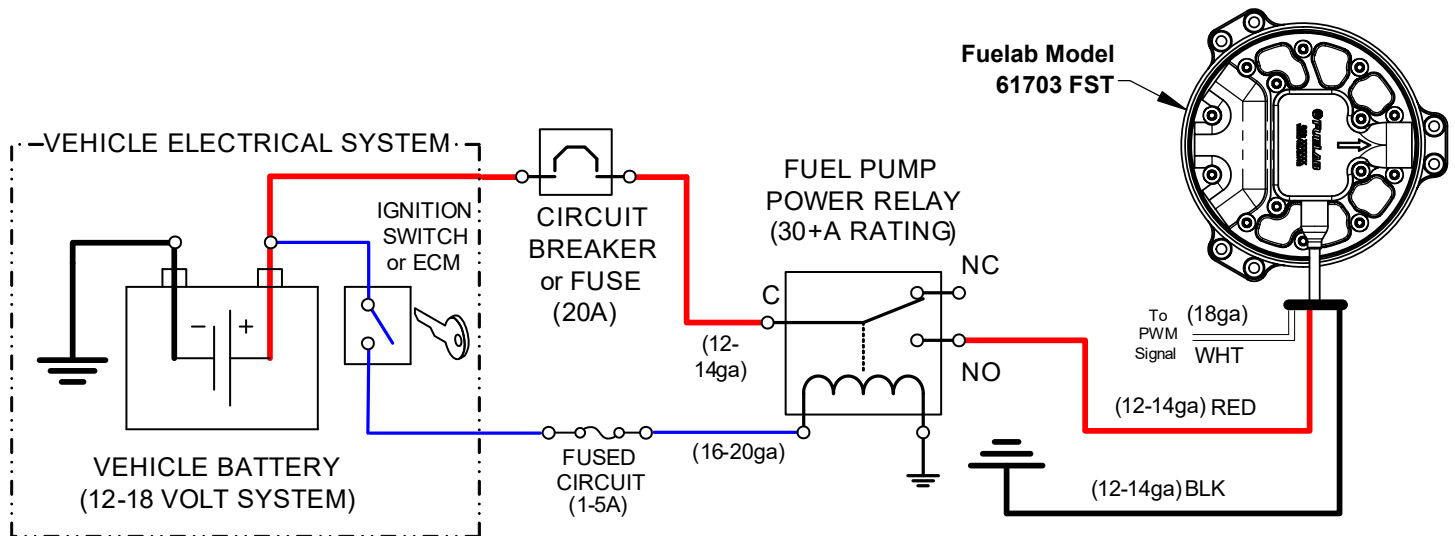 Fuelab Model
61703 FST
VEHICLE ELECTRICAL SYSTEM
IGNITION
SWITCH
or ECM
CIRCUIT
BREAKER
or FUSE
(20A)
FUEL PUMP
POWER RELAY
(30+A RATING)
NC
C
NO
(12-
14ga)
To
PWM
Signal
(18ga)
WHT
(12-14ga) RED
(12-14ga) BLK
- +
VEHICLE BATTERY
(12-18 VOLT SYSTEM)
FUSED
CIRCUIT
(1-5A)
(16-20ga)
FUELAB